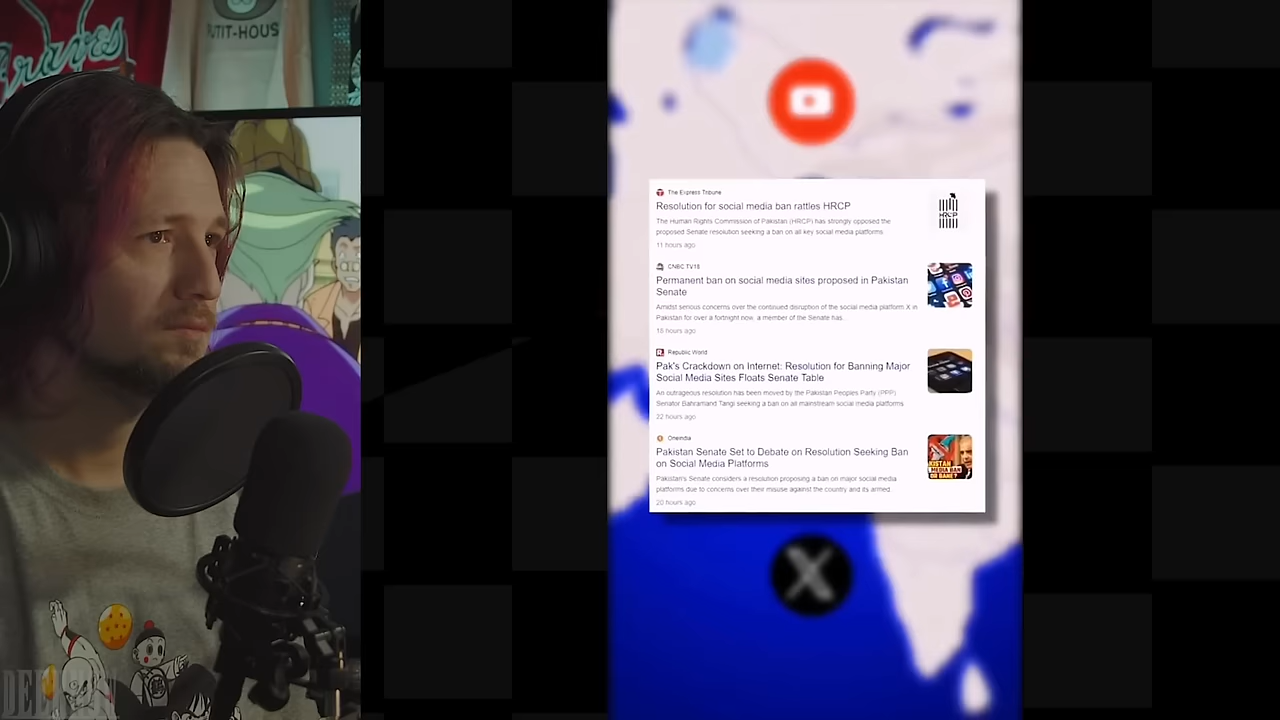 Braves
PUTIT-HOUS
The Express Tribune
Resolution for social media ban rattles HRCP
The Human Rights Commission of Pakistan (HRCP) has strongly opposed the
proposed Senate resolution seeking a ban on all key social media platforms
11 hours ago
HRCP
CNBC TV18
Permanent ban on social media sites proposed in Pakistan
Senate
Amidst serious concerns over the continued disruption of the social media platform X in
Pakistan for over a fortnight now, a member of the Senate has..
18 hours ago
Republic World
Pak's Crackdown on Internet: Resolution for Banning Major
Social Media Sites Floats Senate Table
An outrageous resolution has been moved by the Pakistan Peoples Party (PPP)
Senator Bahramand Tangi seeking a ban on all mainstream social media platforms
22 hours ago
Oneindia
Pakistan Senate Set to Debate on Resolution Seeking Ban
on Social Media Platforms
KISTAN
MEDIA BAN
OR BANE?
Pakistan's Senate considers a resolution proposing a ban on major social media
platforms due to concerns over their misuse against the country and its armed
20 hours ago
X